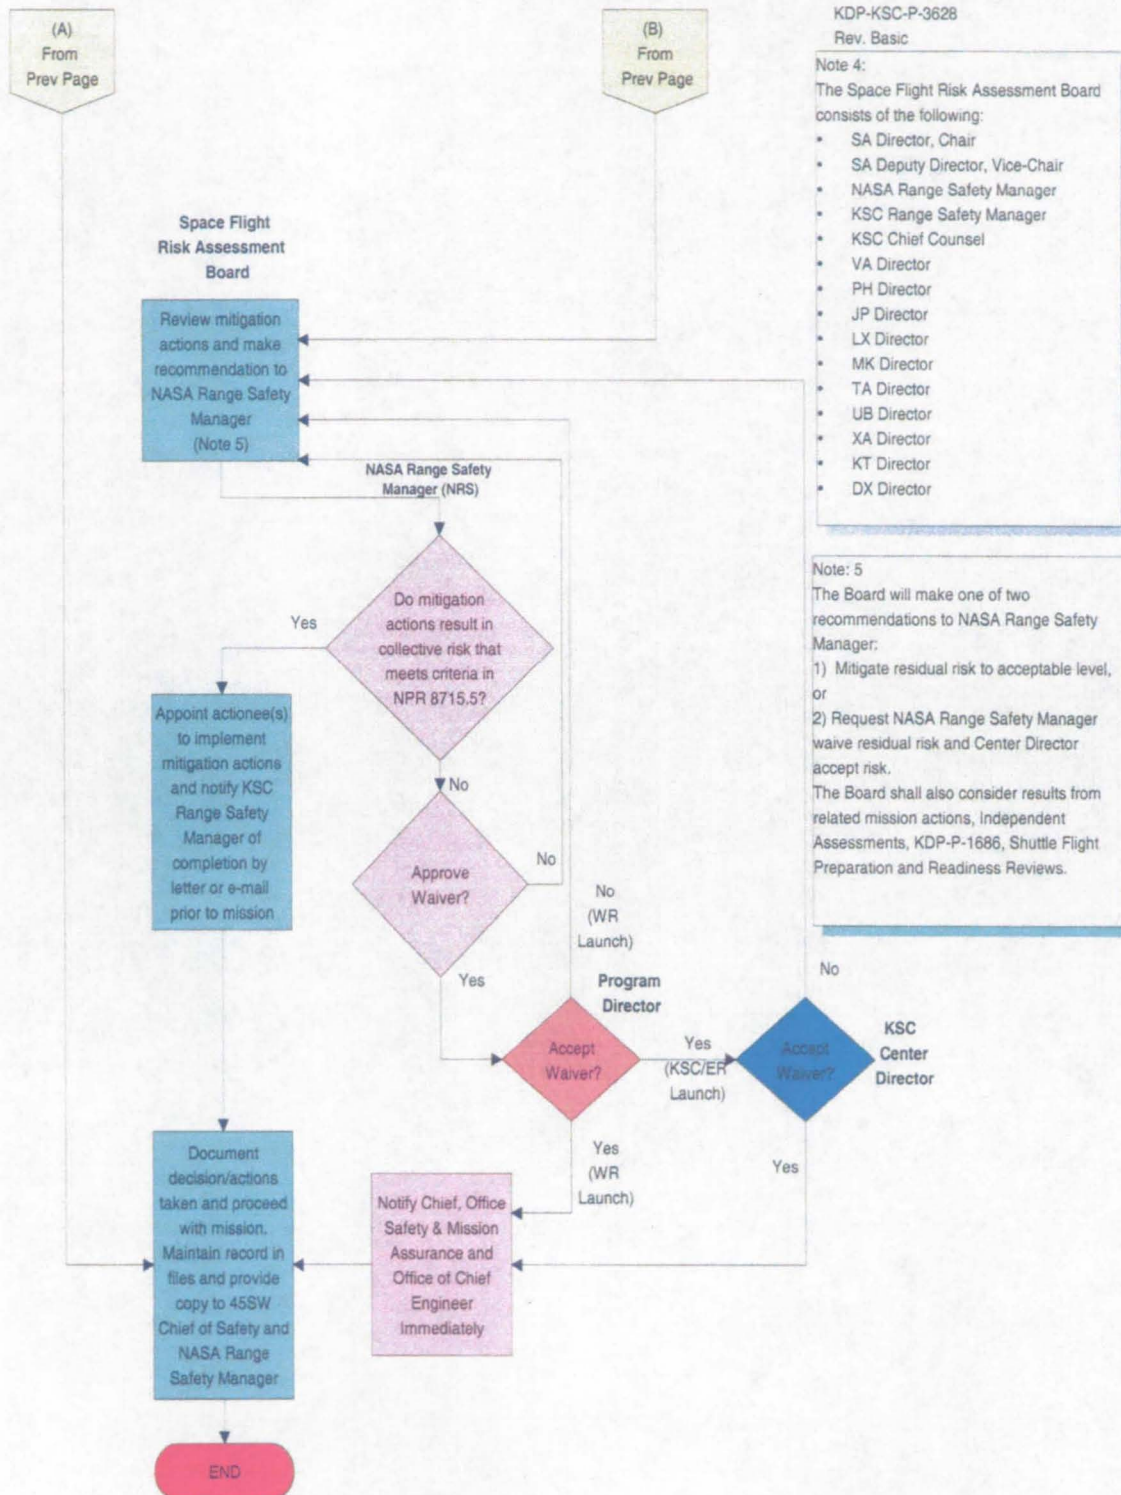 KDP-KSC-P-3628
Rev. Basic
(A)
From
Prev Page
(B)
From
Prev Page
Note 4:
The Space Flight Risk Assessment Board
consists of the following:
• SA Director, Chair
• SA Deputy Director, Vice-Chair
• NASA Range Safety Manager
• KSC Range Safety Manager
• KSC Chief Counsel
• VA Director
• PH Director
• JP Director
• LX Director
• MK Director
• TA Director
• UB Director
• XA Director
• KT Director
• DX Director
Space Flight
Risk Assessment
Board
Review mitigation
actions and make
recommendation to
NASA Range Safety
Manager
(Note 5)
NASA Range Safety
Manager (NRS)
Do mitigation
actions result in
collective risk that
meets criteria in
NPR 8715.5?
Yes
No
Note: 5
The Board will make one of two
recommendations to NASA Range Safety
Manager:
1) Mitigate residual risk to acceptable level,
or
2) Request NASA Range Safety Manager
waive residual risk and Center Director
accept risk.
The Board shall also consider results from
related mission actions, Independent
Assessments, KDP-P-1686, Shuttle Flight
Preparation and Readiness Reviews.
Appoint actionee(s)
to implement
mitigation actions
and notify KSC
Range Safety
Manager of
completion by
letter or e-mail
prior to mission
Approve
Waiver?
No
Yes
No
(WR
Launch)
Program
Director
Accept
Waiver?
Yes
(KSC/ER
Launch)
No
Accept
Waiver?
KSC
Center
Director
Yes
(WR
Launch)
Yes
Notify Chief, Office
Safety & Mission
Assurance and
Office of Chief
Engineer
Immediately
Document
decision/actions
taken and proceed
with mission.
Maintain record in
files and provide
copy to 45SW
Chief of Safety and
NASA Range
Safety Manager
END